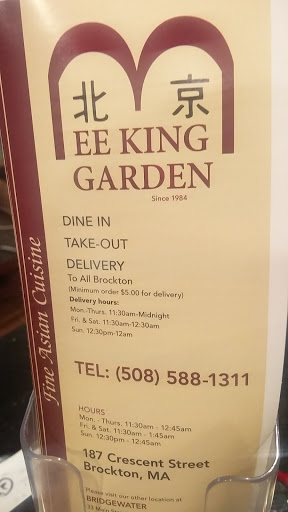 北 京
MEE KING
GARDEN
Since 1984
Fine Asian Cuisine
DINE IN
TAKE-OUT
DELIVERY
To All Brockton
(Minimum order $5.00 for delivery)
Delivery hours:
Mon.-Thurs. 11:30am-Midnight
Fri. & Sat. 11:30am-12:30am
Sun. 12:30pm-12am
TEL: (508) 588-1311
HOURS
Mon. - Thurs. 11:30am - 12:45am
Fri. & Sat. 11:30am - 1:45am
Sun. 12:30pm - 12:45am
187 Crescent Street
Brockton, MA
Please visit our other location at
BRIDGEWATER